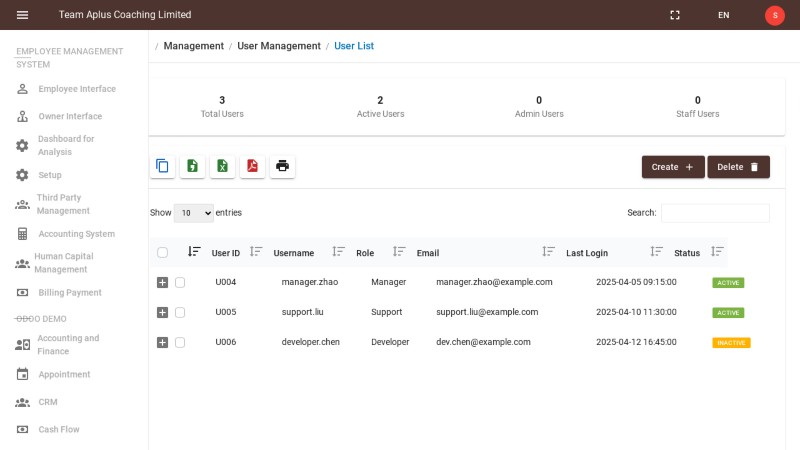 Team Aplus Coaching Limited
EN
S
EMPLOYEE MANAGEMENT
SYSTEM
Employee Interface
Owner Interface
Dashboard for
Analysis
Setup
Third Party
Management
Accounting System
Human Capital
Management
Billing Payment
ODOO DEMO
Accounting and
Finance
Appointment
CRM
Cash Flow
/ Management / User Management / User List
3
Total Users
2
Active Users
0
Admin Users
0
Staff Users
Create
Delete
Show 10 entries
Search:
User ID Username Role Email Last Login Status
U004 manager.zhao Manager manager.zhao@example.com 2025-04-05 09:15:00 ACTIVE
U005 support.liu Support support.liu@example.com 2025-04-10 11:30:00 ACTIVE
U006 developer.chen Developer dev.chen@example.com 2025-04-12 16:45:00 INACTIVE